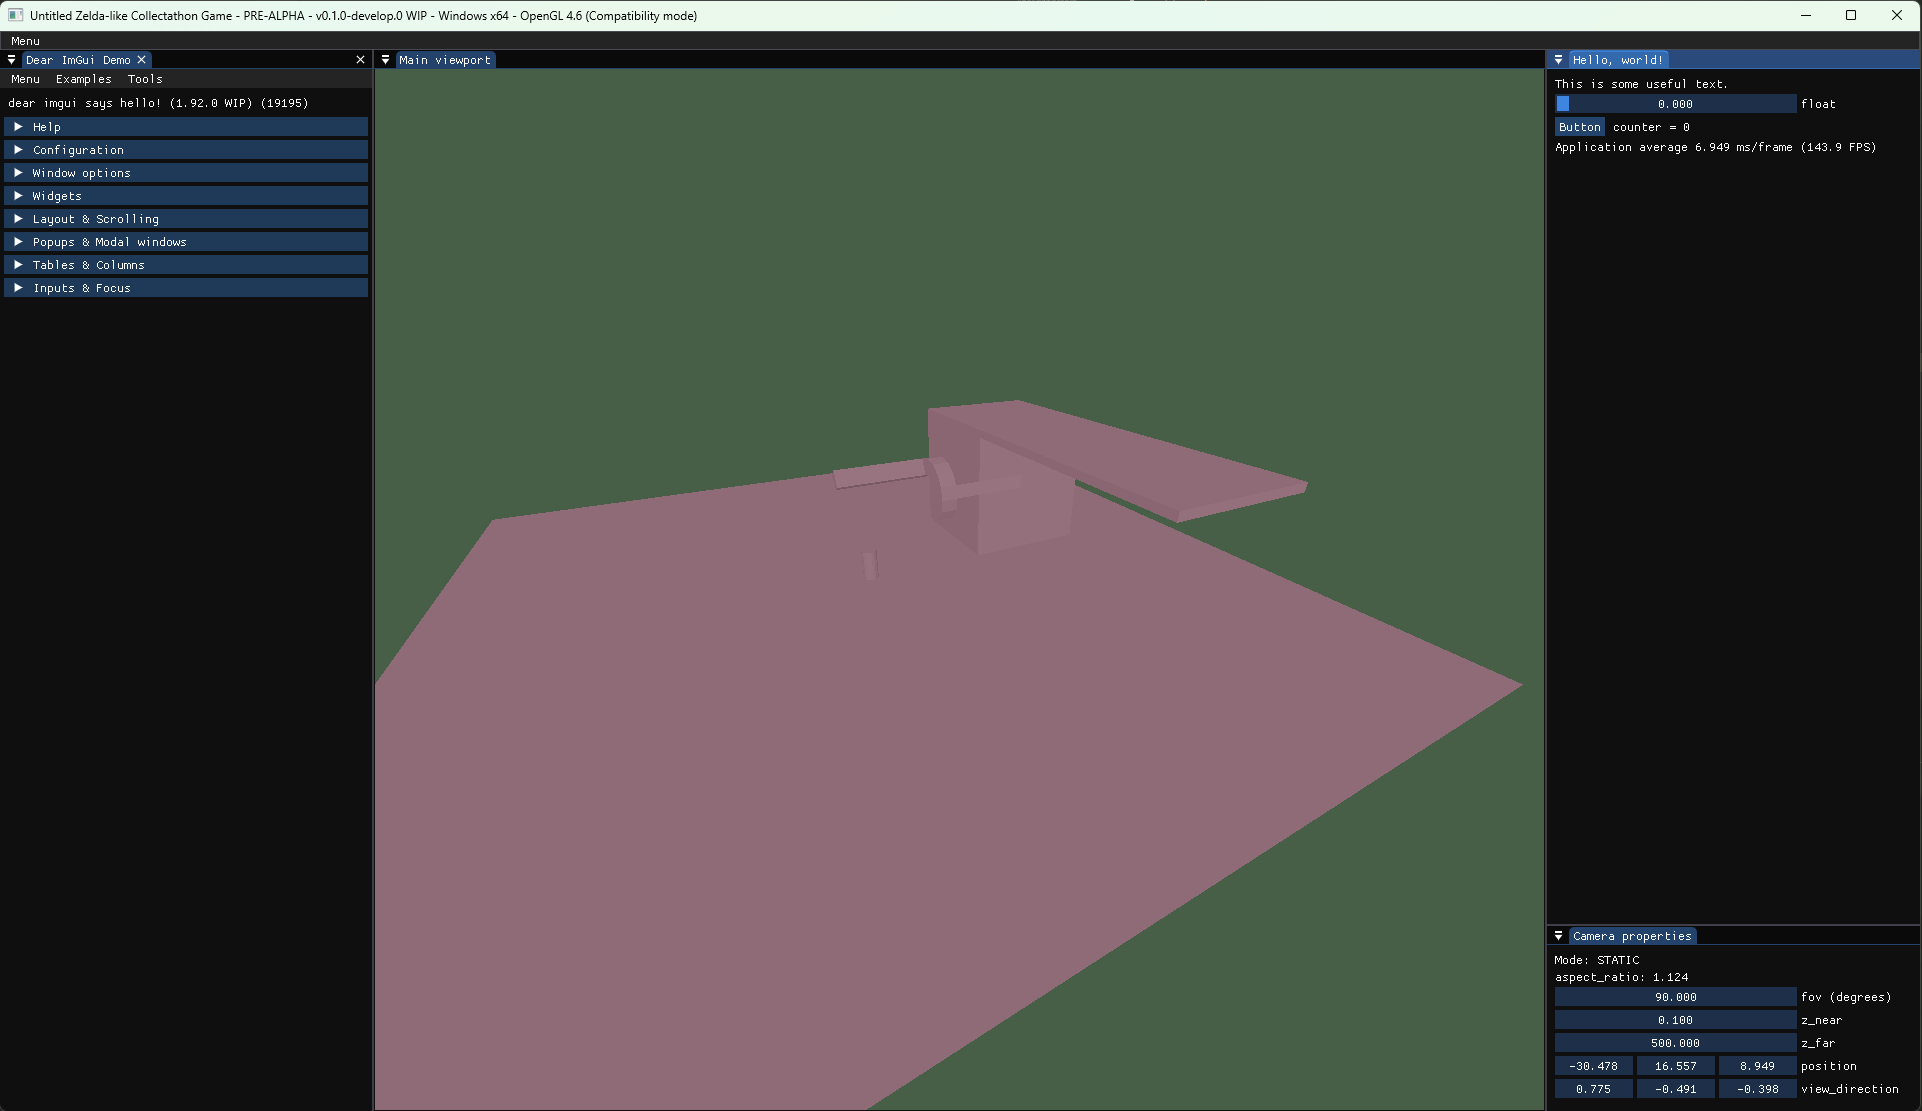 Untitled Zelda-like Collectathon Game - PRE-ALPHA - v0.1.0-develop.0 WIP - Windows x64 - OpenGL 4.6 (Compatibility mode)
Menu
Dear ImGui Demo
Menu Examples Tools
dear imgui says hello! (1.92.0 WIP) (19195)
Help
Configuration
Window options
Widgets
Layout & Scrolling
Popups & Modal windows
Tables & Columns
Inputs & Focus
Main viewport
Hello, world!
This is some useful text.
0.000 float
Button counter = 0
Application average 6.949 ms/frame (143.9 FPS)
Camera properties
Mode: STATIC
aspect_ratio: 1.124
90.000 fov (degrees)
0.100 z_near
500.000 z_far
-30.478 16.557 8.949 position
0.775 -0.491 -0.398 view_direction